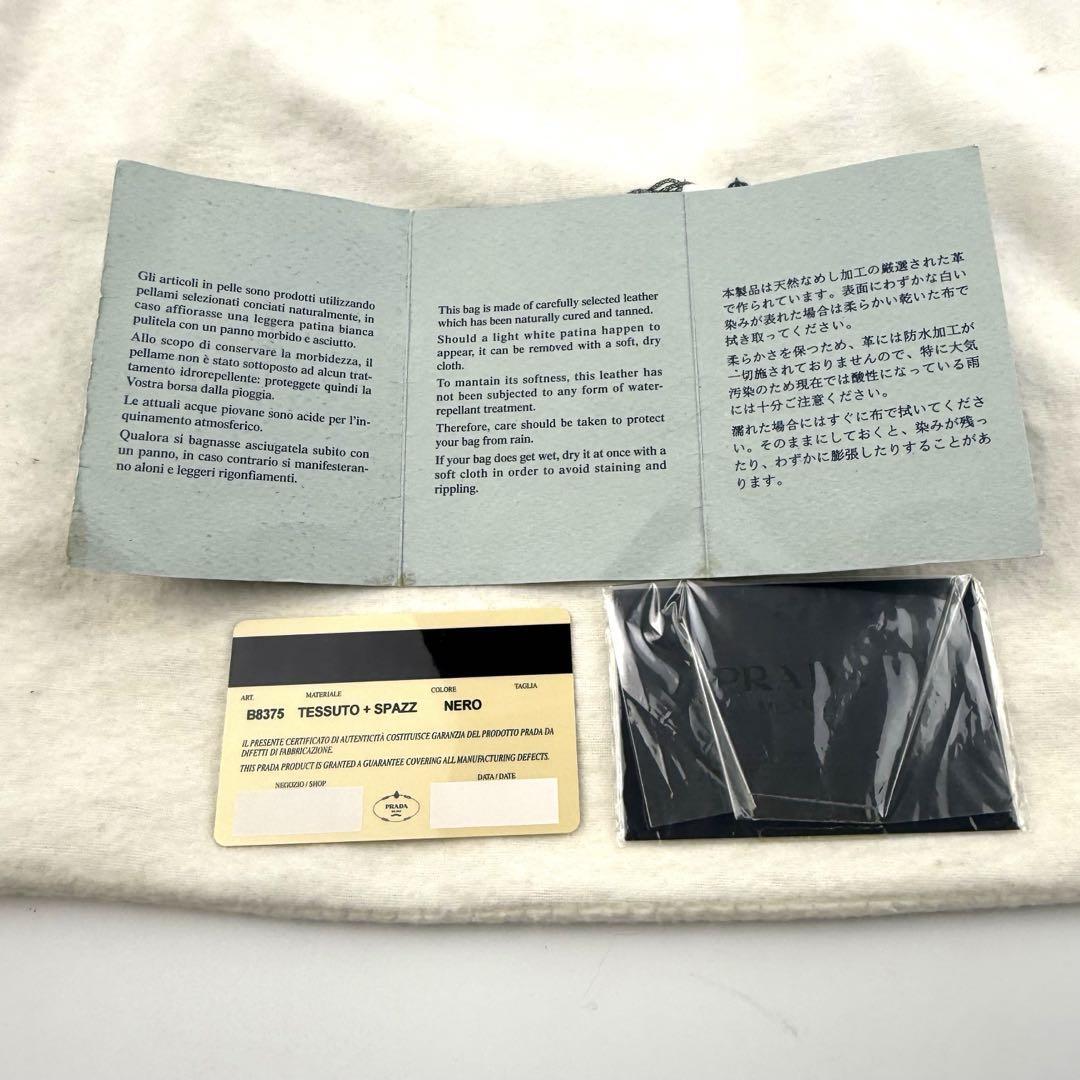 Gli articoli in pelle sono prodotti utilizzando
pellami selezionati conciati naturalmente, in
caso affiorasse una leggera patina bianca
pulitela con un panno morbido e asciutto.
Allo scopo di conservare la morbidezza, il
pellame non è stato sottoposto ad alcun trat-
tamento idrorepellente: proteggete quindi la
Vostra borsa dalla pioggia.
Le attuali acque piovane sono acide per l'in-
quinamento atmosferico.
Qualora si bagnasse asciugatela subito con
un panno, in caso contrario si manifesteran-
no aloni e leggeri rigonfiamenti.
This bag is made of carefully selected leather
which has been naturally cured and tanned.
Should a light white patina happen to
appear, it can be removed with a soft, dry
cloth.
To mantain its softness, this leather has
not been subjected to any form of water-
repellant treatment.
Therefore, care should be taken to protect
your bag from rain.
If your bag does get wet, dry it at once with a
soft cloth in order to avoid staining and
rippling.
本製品は天然なめし加工の厳選された革
で作られています。表面にわずかな白い
染みが表れた場合は柔らかい乾いた布で
拭き取ってください。
柔らかさを保つため、革には防水加工が
一切施されておりませんので、特に大気
汚染のため現在では酸性になっている雨
には十分ご注意ください。
濡れた場合にはすぐに布で拭いてくださ
い。そのままにしておくと、染みが残っ
たり、わずかに膨張したりすることがあ
ります。
ART. MATERIALE COLORE TAGLIA
B8375 TESSUTO + SPAZZ NERO
IL PRESENTE CERTIFICATO DI AUTENTICITÀ COSTITUISCE GARANZIA DEL PRODOTTO PRADA DA
DIFETTI DI FABBRICAZIONE.
THIS PRADA PRODUCT IS GRANTED A GUARANTEE COVERING ALL MANUFACTURING DEFECTS.
NEGOZIO / SHOP DATA / DATE
PRADA
MILANO
PRADA